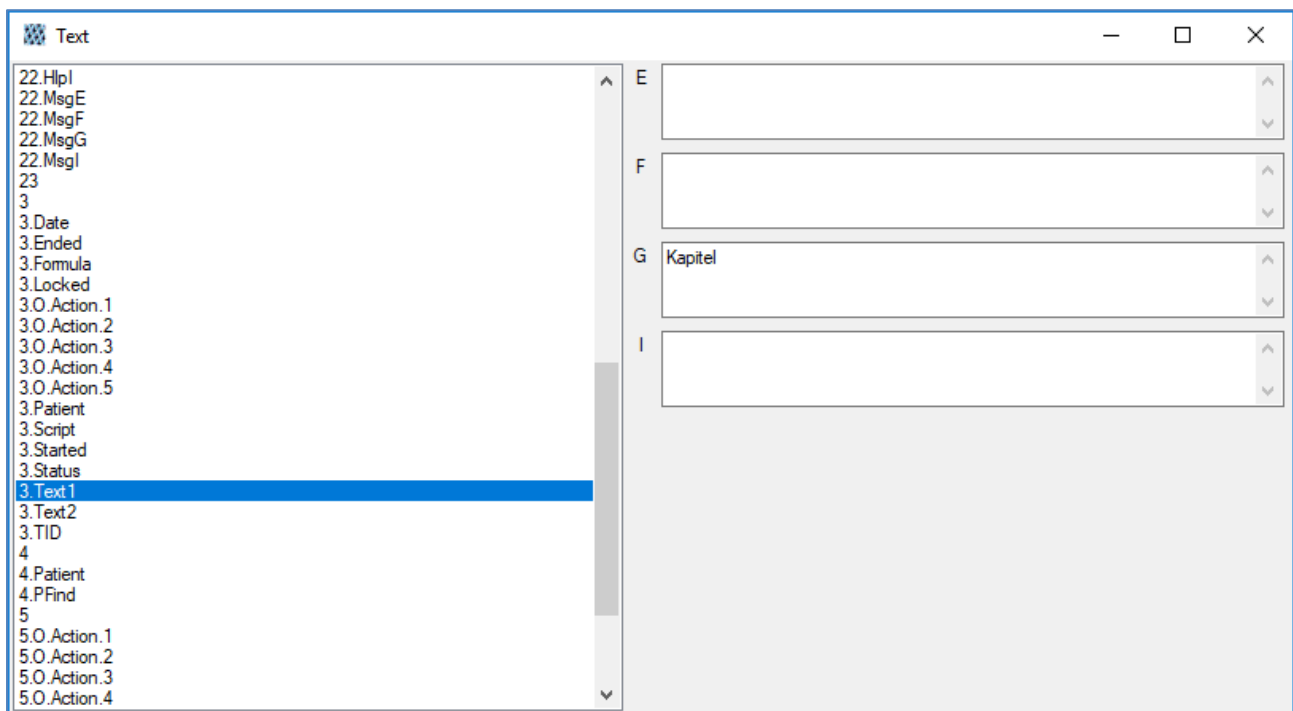 Text
22.HlpI
22.MsgE
22.MsgF
22.MsgG
22.MsgI
23
3
3.Date
3.Ended
3.Formula
3.Locked
3.O.Action.1
3.O.Action.2
3.O.Action.3
3.O.Action.4
3.O.Action.5
3.Patient
3.Script
3.Started
3.Status
3.Text1
3.Text2
3.TID
4
4.Patient
4.PFind
5
5.O.Action.1
5.O.Action.2
5.O.Action.3
5.O.Action.4
E
F
G Kapitel
I